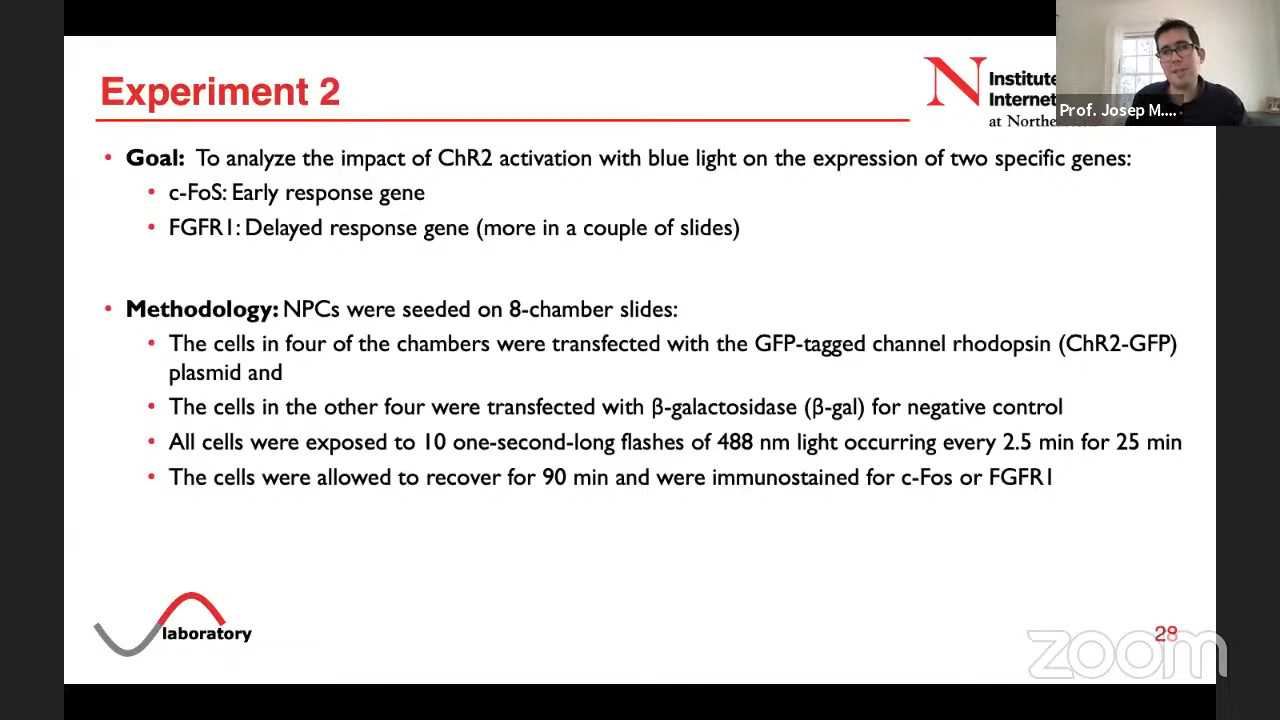 Experiment 2
N Institute
Internet
at Northe
Prof. Josep M....
• Goal: To analyze the impact of ChR2 activation with blue light on the expression of two specific genes:
• c-FoS: Early response gene
• FGFR1: Delayed response gene (more in a couple of slides)
• Methodology: NPCs were seeded on 8-chamber slides:
• The cells in four of the chambers were transfected with the GFP-tagged channel rhodopsin (ChR2-GFP)
plasmid and
• The cells in the other four were transfected with β-galactosidase (β-gal) for negative control
• All cells were exposed to 10 one-second-long flashes of 488 nm light occurring every 2.5 min for 25 min
• The cells were allowed to recover for 90 min and were immunostained for c-Fos or FGFR1
laboratory
28
zoom